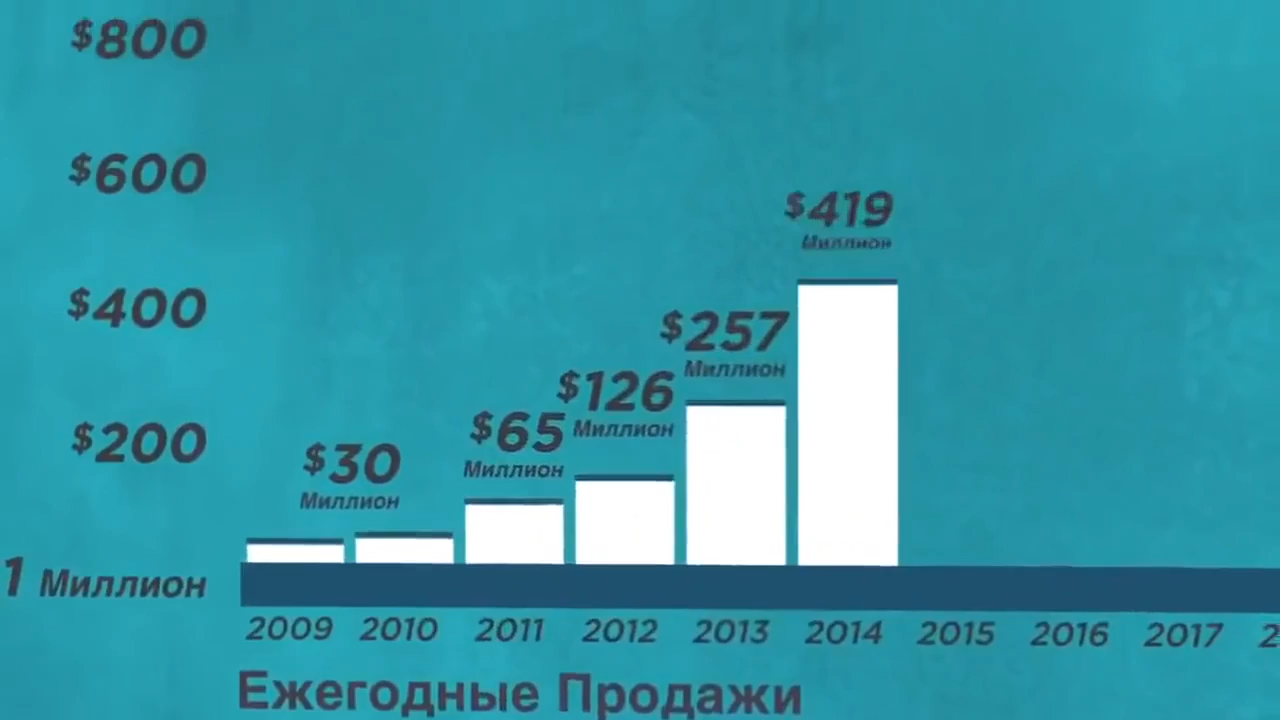 $800
$600
$400
$200
1 Миллион
$30
Миллион
$65
Миллион
$126
Миллион
$257
Миллион
$419
Миллион
2009 2010 2011 2012 2013 2014 2015 2016 2017
Ежегодные Продажи